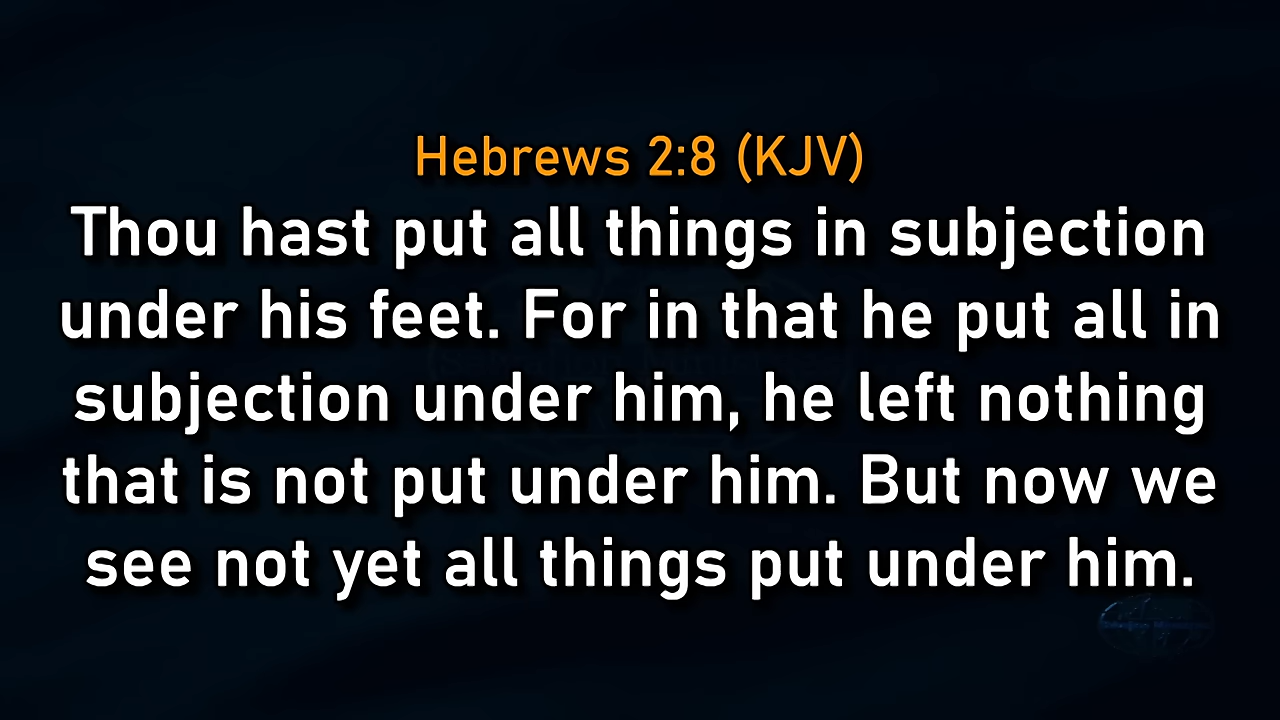 Hebrews 2:8 (KJV)
Thou hast put all things in subjection
under his feet. For in that he put all in
subjection under him, he left nothing
that is not put under him. But now we
see not yet all things put under him.